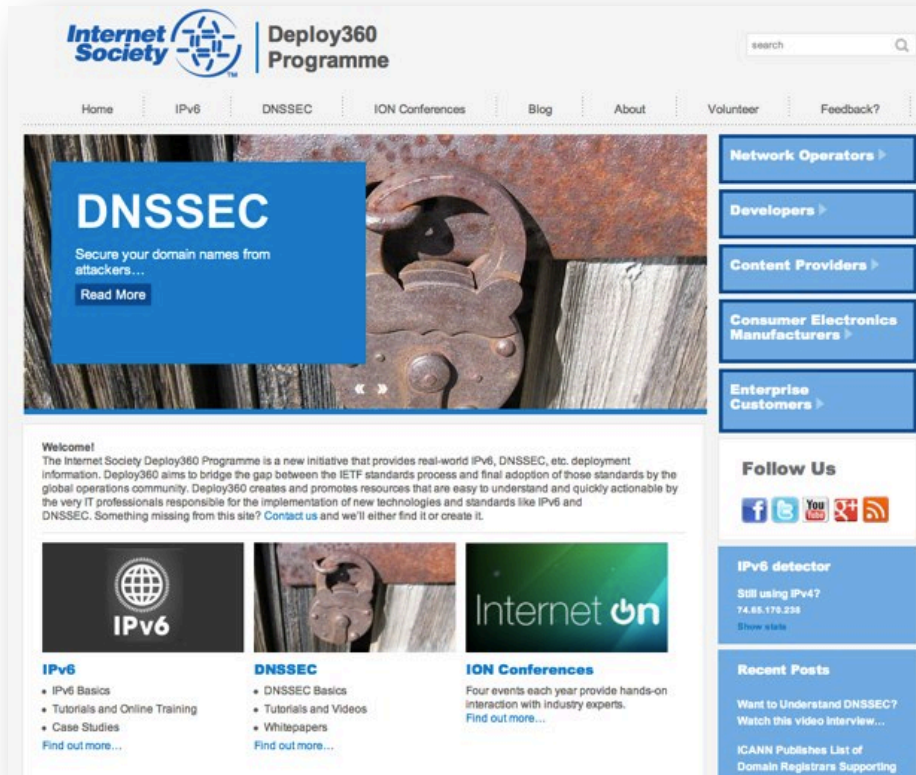 Internet
Society
TM
Deploy360
Programme
search
Home
IPv6
DNSSEC
ION Conferences
Blog
About
Volunteer
Feedback?
DNSSEC
Secure your domain names from
attackers…
Read More
« »
Network Operators
Developers
Content Providers
Consumer Electronics
Manufacturers
Enterprise
Customers
Welcome!
The Internet Society Deploy360 Programme is a new initiative that provides real-world IPv6, DNSSEC, etc. deployment
information. Deploy360 aims to bridge the gap between the IETF standards process and final adoption of those standards by the
global operations community. Deploy360 creates and promotes resources that are easy to understand and quickly actionable by
the very IT professionals responsible for the implementation of new technologies and standards like IPv6 and
DNSSEC. Something missing from this site? Contact us and we'll either find it or create it.
IPv6
IPv6
• IPv6 Basics
• Tutorials and Online Training
• Case Studies
Find out more…
DNSSEC
• DNSSEC Basics
• Tutorials and Videos
• Whitepapers
Find out more…
Internet on
ION Conferences
Four events each year provide hands-on
interaction with industry experts.
Find out more…
Follow Us
f
t
You
Tube
g+
IPv6 detector
Still using IPv4?
74.65.170.238
Show stats
Recent Posts
Want to Understand DNSSEC?
Watch this video interview…
ICANN Publishes List of
Domain Registrars Supporting